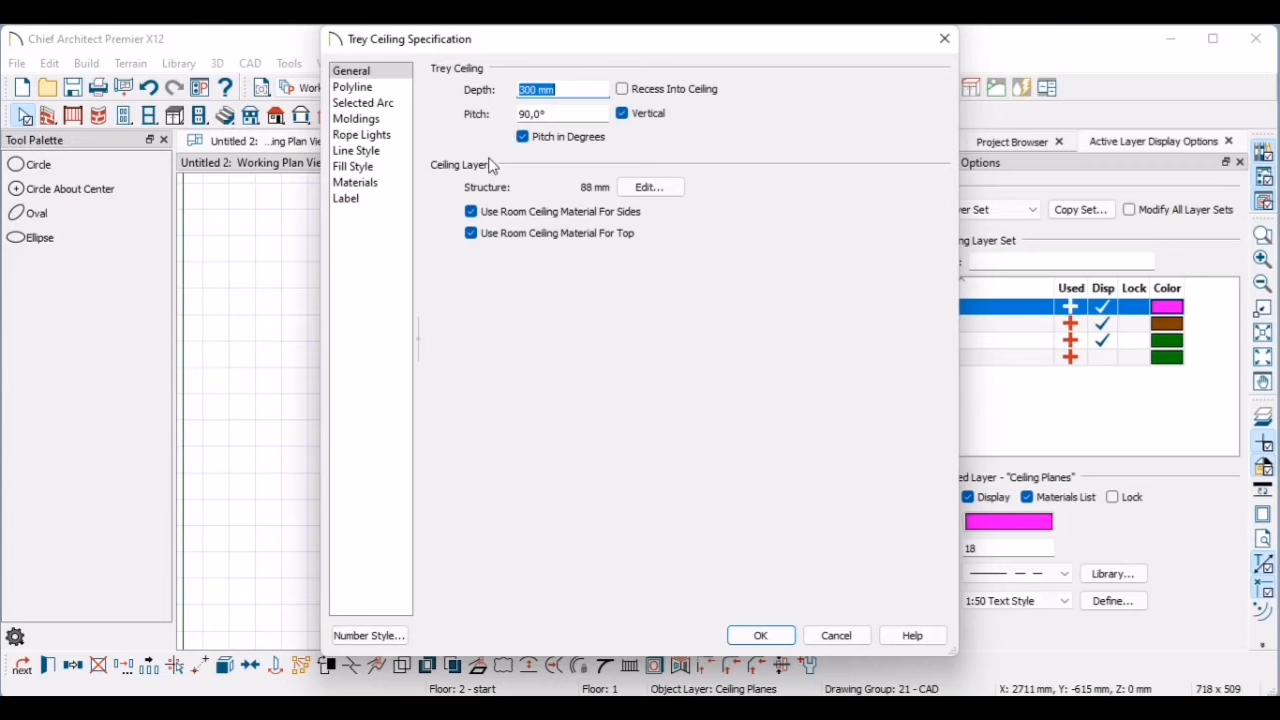 Chief Architect Premier X12
File Edit Build Terrain Library 3D CAD Tools
Tool Palette
Circle
Circle About Center
Oval
Ellipse
Untitled 2: ...ing Plan Vie
Untitled 2: Working Plan Vie
Trey Ceiling Specification
General
Polyline
Selected Arc
Moldings
Rope Lights
Line Style
Fill Style
Materials
Label
Trey Ceiling
Depth: 300 mm Recess Into Ceiling
Pitch: 90,0° Vertical
Pitch in Degrees
Ceiling Layer
Structure: 88 mm Edit...
Use Room Ceiling Material For Sides
Use Room Ceiling Material For Top
Number Style... OK Cancel Help
Project Browser Active Layer Display Options
Options
er Set Copy Set... Modify All Layer Sets
ng Layer Set
Used Disp Lock Color
ed Layer - "Ceiling Planes"
Display Materials List Lock
18
Library...
1:50 Text Style Define...
next
Floor: 2 - start Floor: 1 Object Layer: Ceiling Planes Drawing Group: 21 - CAD X: 2711 mm, Y: -615 mm, Z: 0 mm 718 x 509